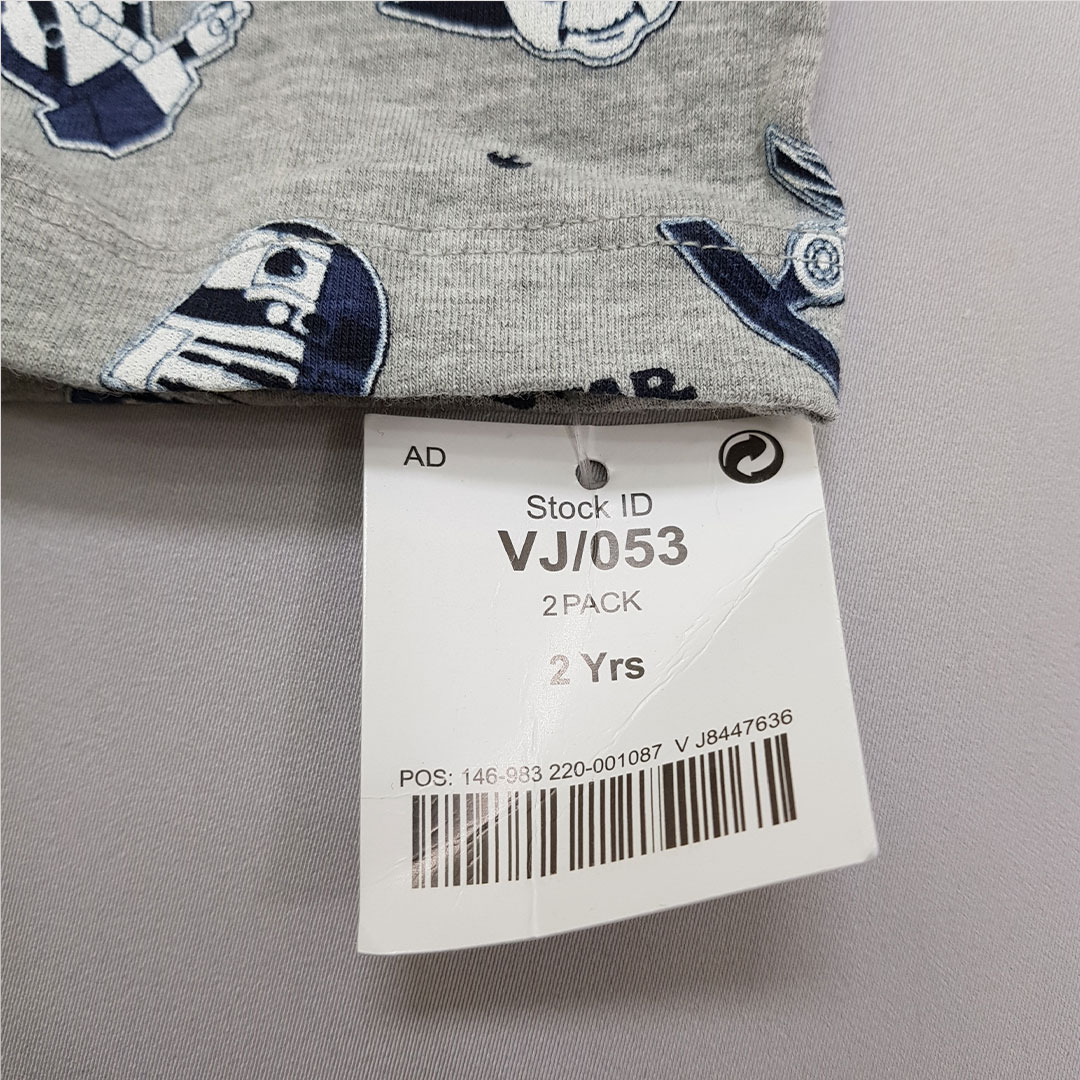 AD
Stock ID
VJ/053
2 PACK
2 Yrs
POS: 146-983 220-001087 V J8447636